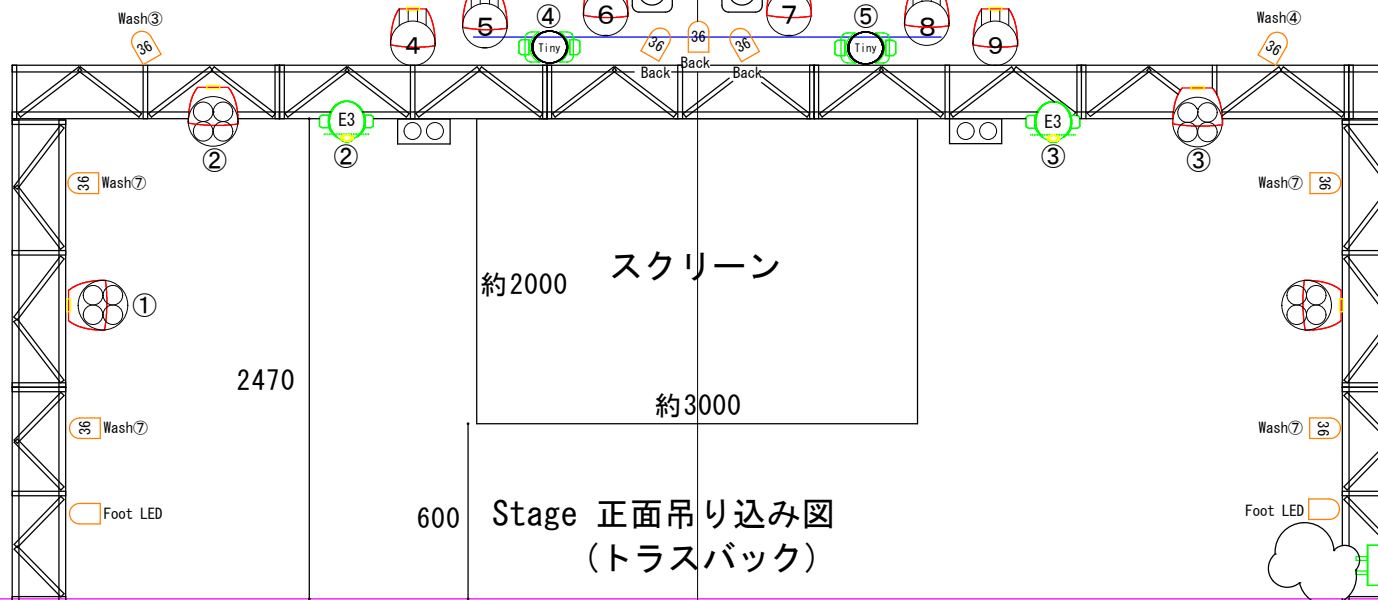 Wash③
36
4
5
④
Tiny
6
36
Back
36
Back
36
Back
7
⑤
Tiny
8
9
Wash④
36
②
E3
②
E3
③
③
36 Wash⑦
Wash⑦ 36
スクリーン
約2000
①
2470
約3000
36 Wash⑦
Wash⑦ 36
Foot LED
Foot LED
600
Stage 正面吊り込み図
(トラスバック)